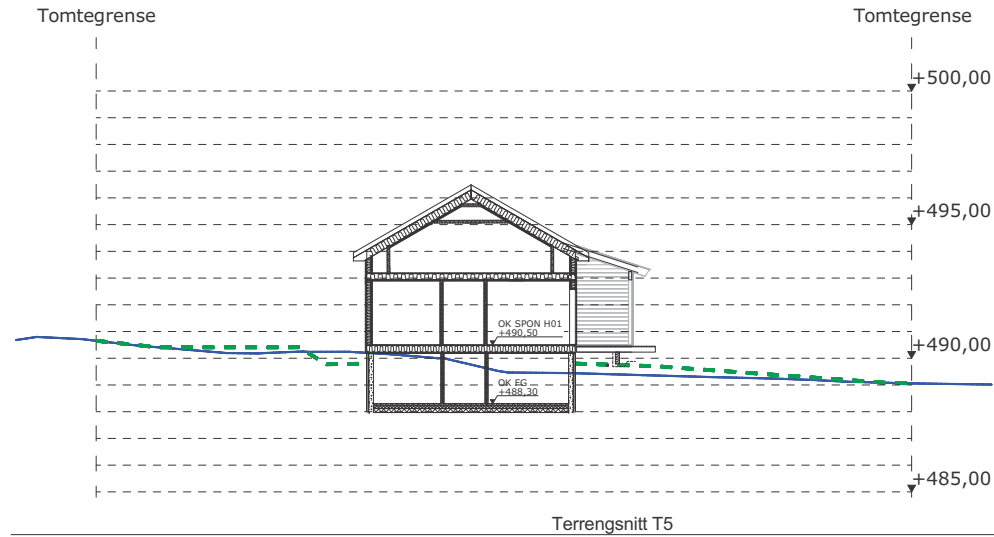 Tomtegrense
Tomtegrense
+500,00
+495,00
OK SPON H01
+490,50
+490,00
OK FG
+488,30
+485,00
Terrengsnitt T5